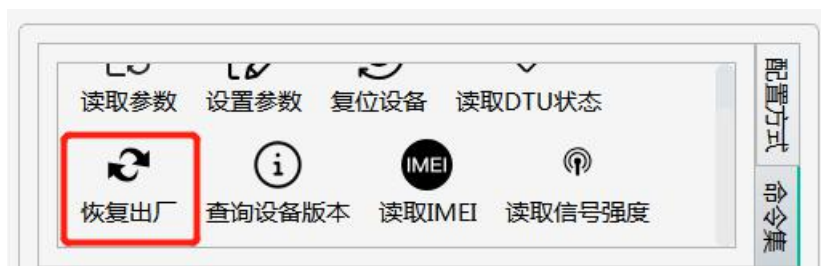 读取参数 设置参数 复位设备 读取DTU状态
IMEI
恢复出厂 查询设备版本 读取IMEI 读取信号强度
配置方式
命令集